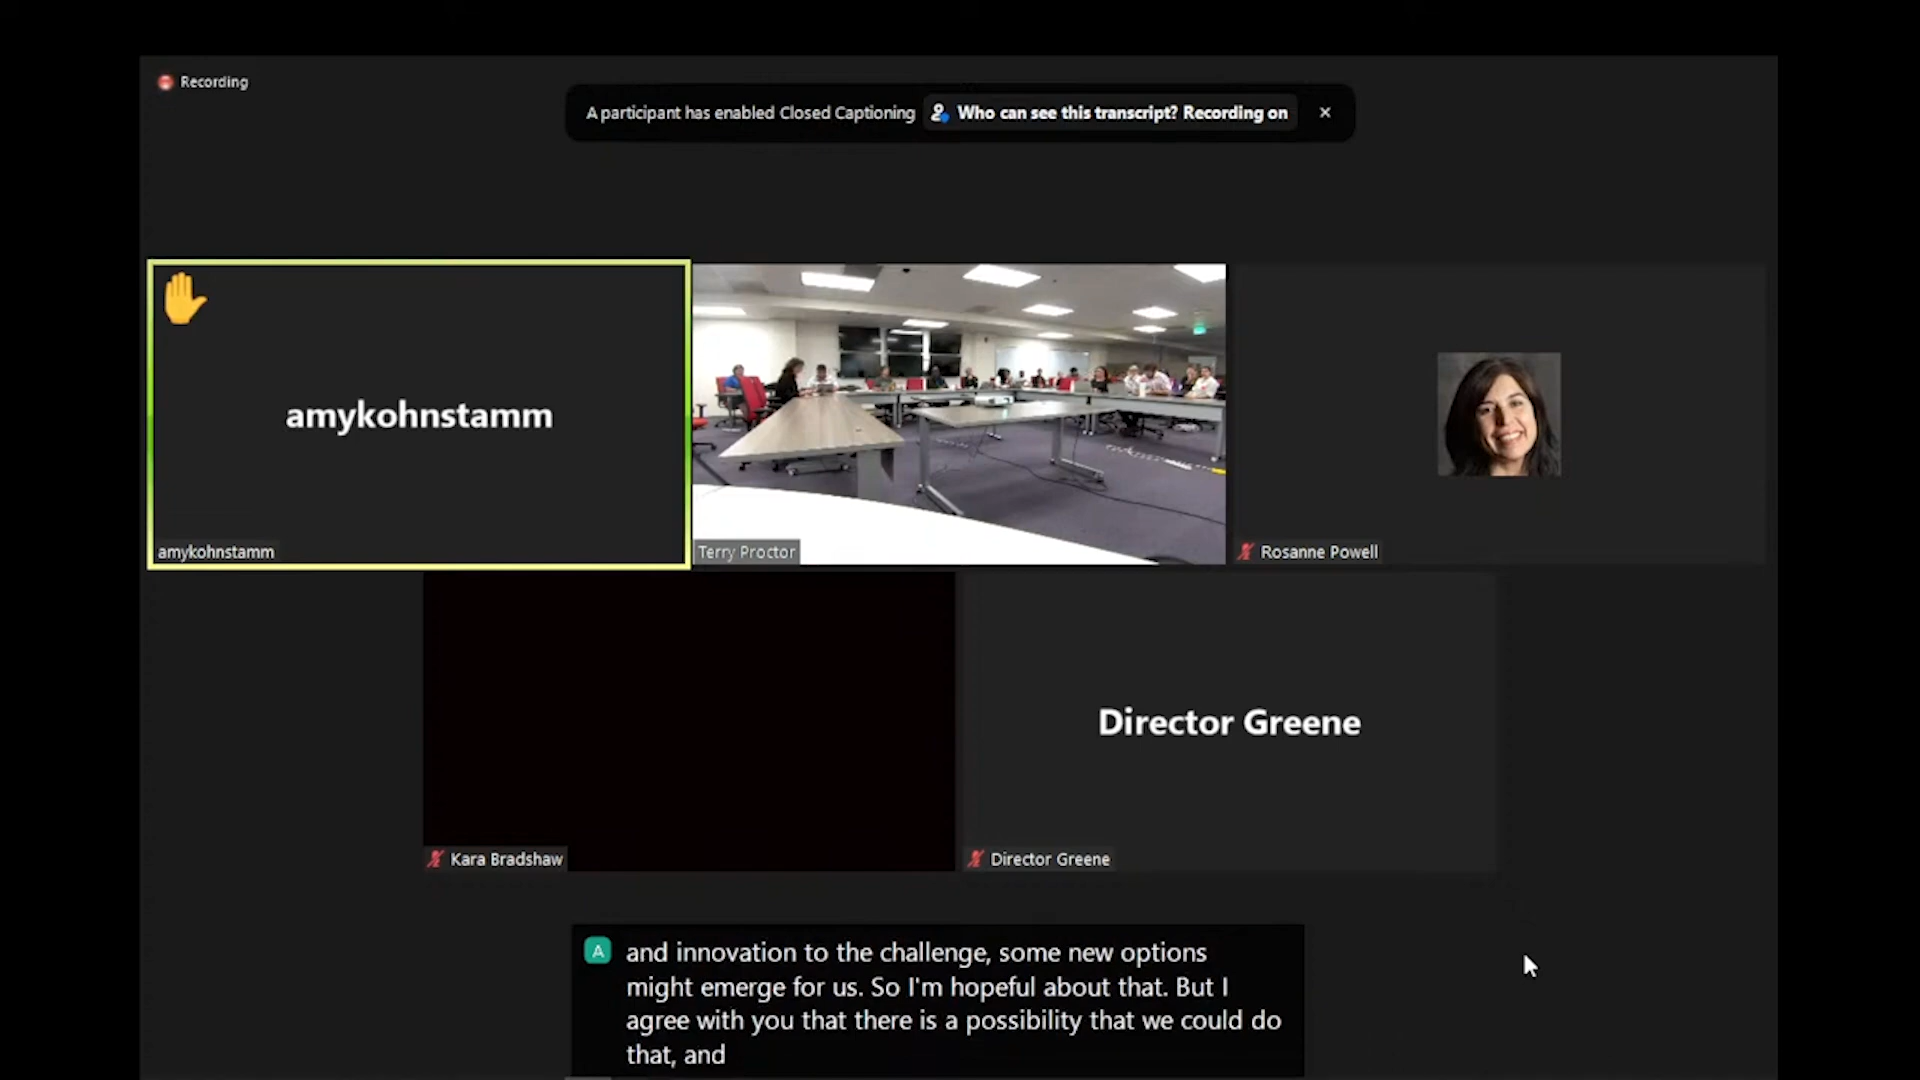 Recording
A participant has enabled Closed Captioning Who can see this transcript? Recording on
amykohnstamm
amykohnstamm
Terry Proctor
Rosanne Powell
Director Greene
Kara Bradshaw
Director Greene
A
and innovation to the challenge, some new options
might emerge for us. So I'm hopeful about that. But I
agree with you that there is a possibility that we could do
that, and